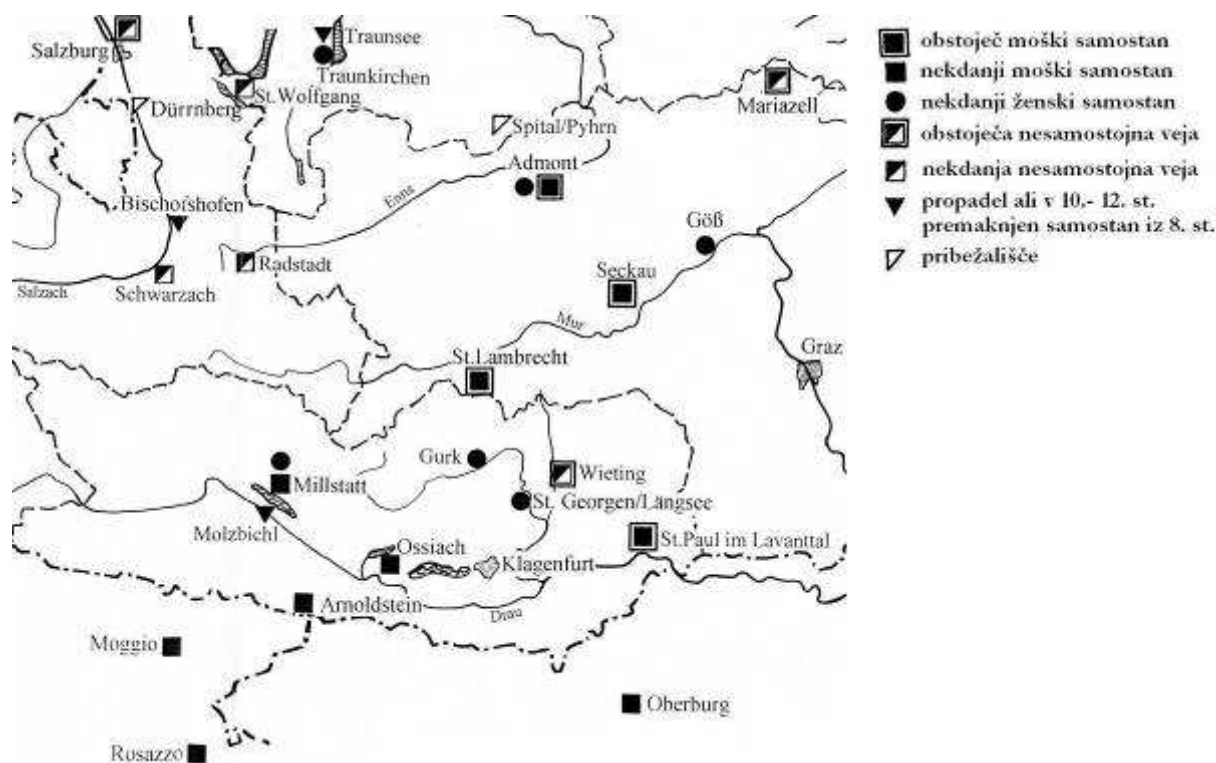 Salzburg
Traunsee
Traunkirchen
St.Wolfgang
Mariazell
Dürrnberg
Spital/Pyhrn
Admont
Enns
Bischofshofen
Göß
Radstadt
Seckau
Salzach
Schwarzach
Mur
Graz
St.Lambrecht
Gurk
Wieting
Millstatt
St. Georgen/Längsee
Molzbichl
St.Paul im Lavanttal
Ossiach
Klagenfurt
Arnoldstein
Drau
Moggio
Oberburg
Rosazzo
obstoječ moški samostan
nekdanji moški samostan
nekdanji ženski samostan
obstoječa nesamostojna veja
nekdanja nesamostojna veja
propadel ali v 10.- 12. st.
premaknjen samostan iz 8. st.
pribežališče